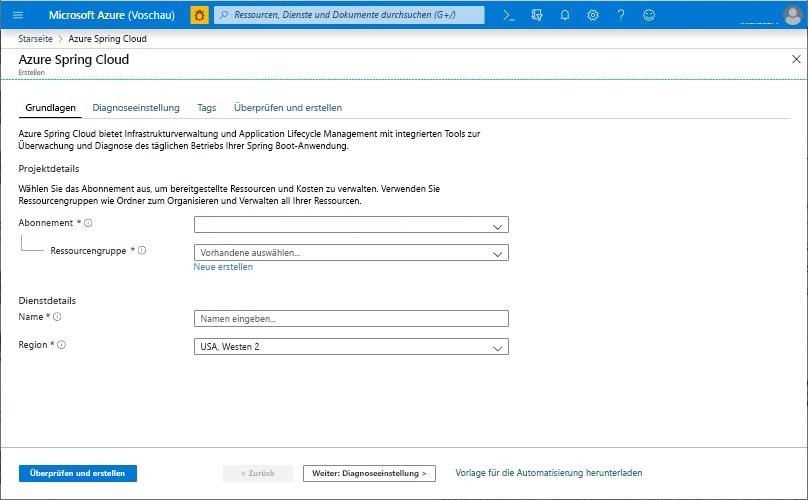 Microsoft Azure (Vorschau)
Ressourcen, Dienste und Dokumente durchsuchen (G+/)
Startseite > Azure Spring Cloud
Azure Spring Cloud
Erstellen
Grundlagen Diagnoseeinstellung Tags Überprüfen und erstellen
Azure Spring Cloud bietet Infrastrukturverwaltung und Application Lifecycle Management mit integrierten Tools zur
Überwachung und Diagnose des täglichen Betriebs Ihrer Spring Boot-Anwendung.
Projektdetails
Wählen Sie das Abonnement aus, um bereitgestellte Ressourcen und Kosten zu verwalten. Verwenden Sie
Ressourcengruppen wie Ordner zum Organisieren und Verwalten all Ihrer Ressourcen.
Abonnement *
Ressourcengruppe * Vorhandene auswählen...
Neue erstellen
Dienstdetails
Name * Namen eingeben...
Region * USA, Westen 2
Überprüfen und erstellen < Zurück Weiter: Diagnoseeinstellung > Vorlage für die Automatisierung herunterladen